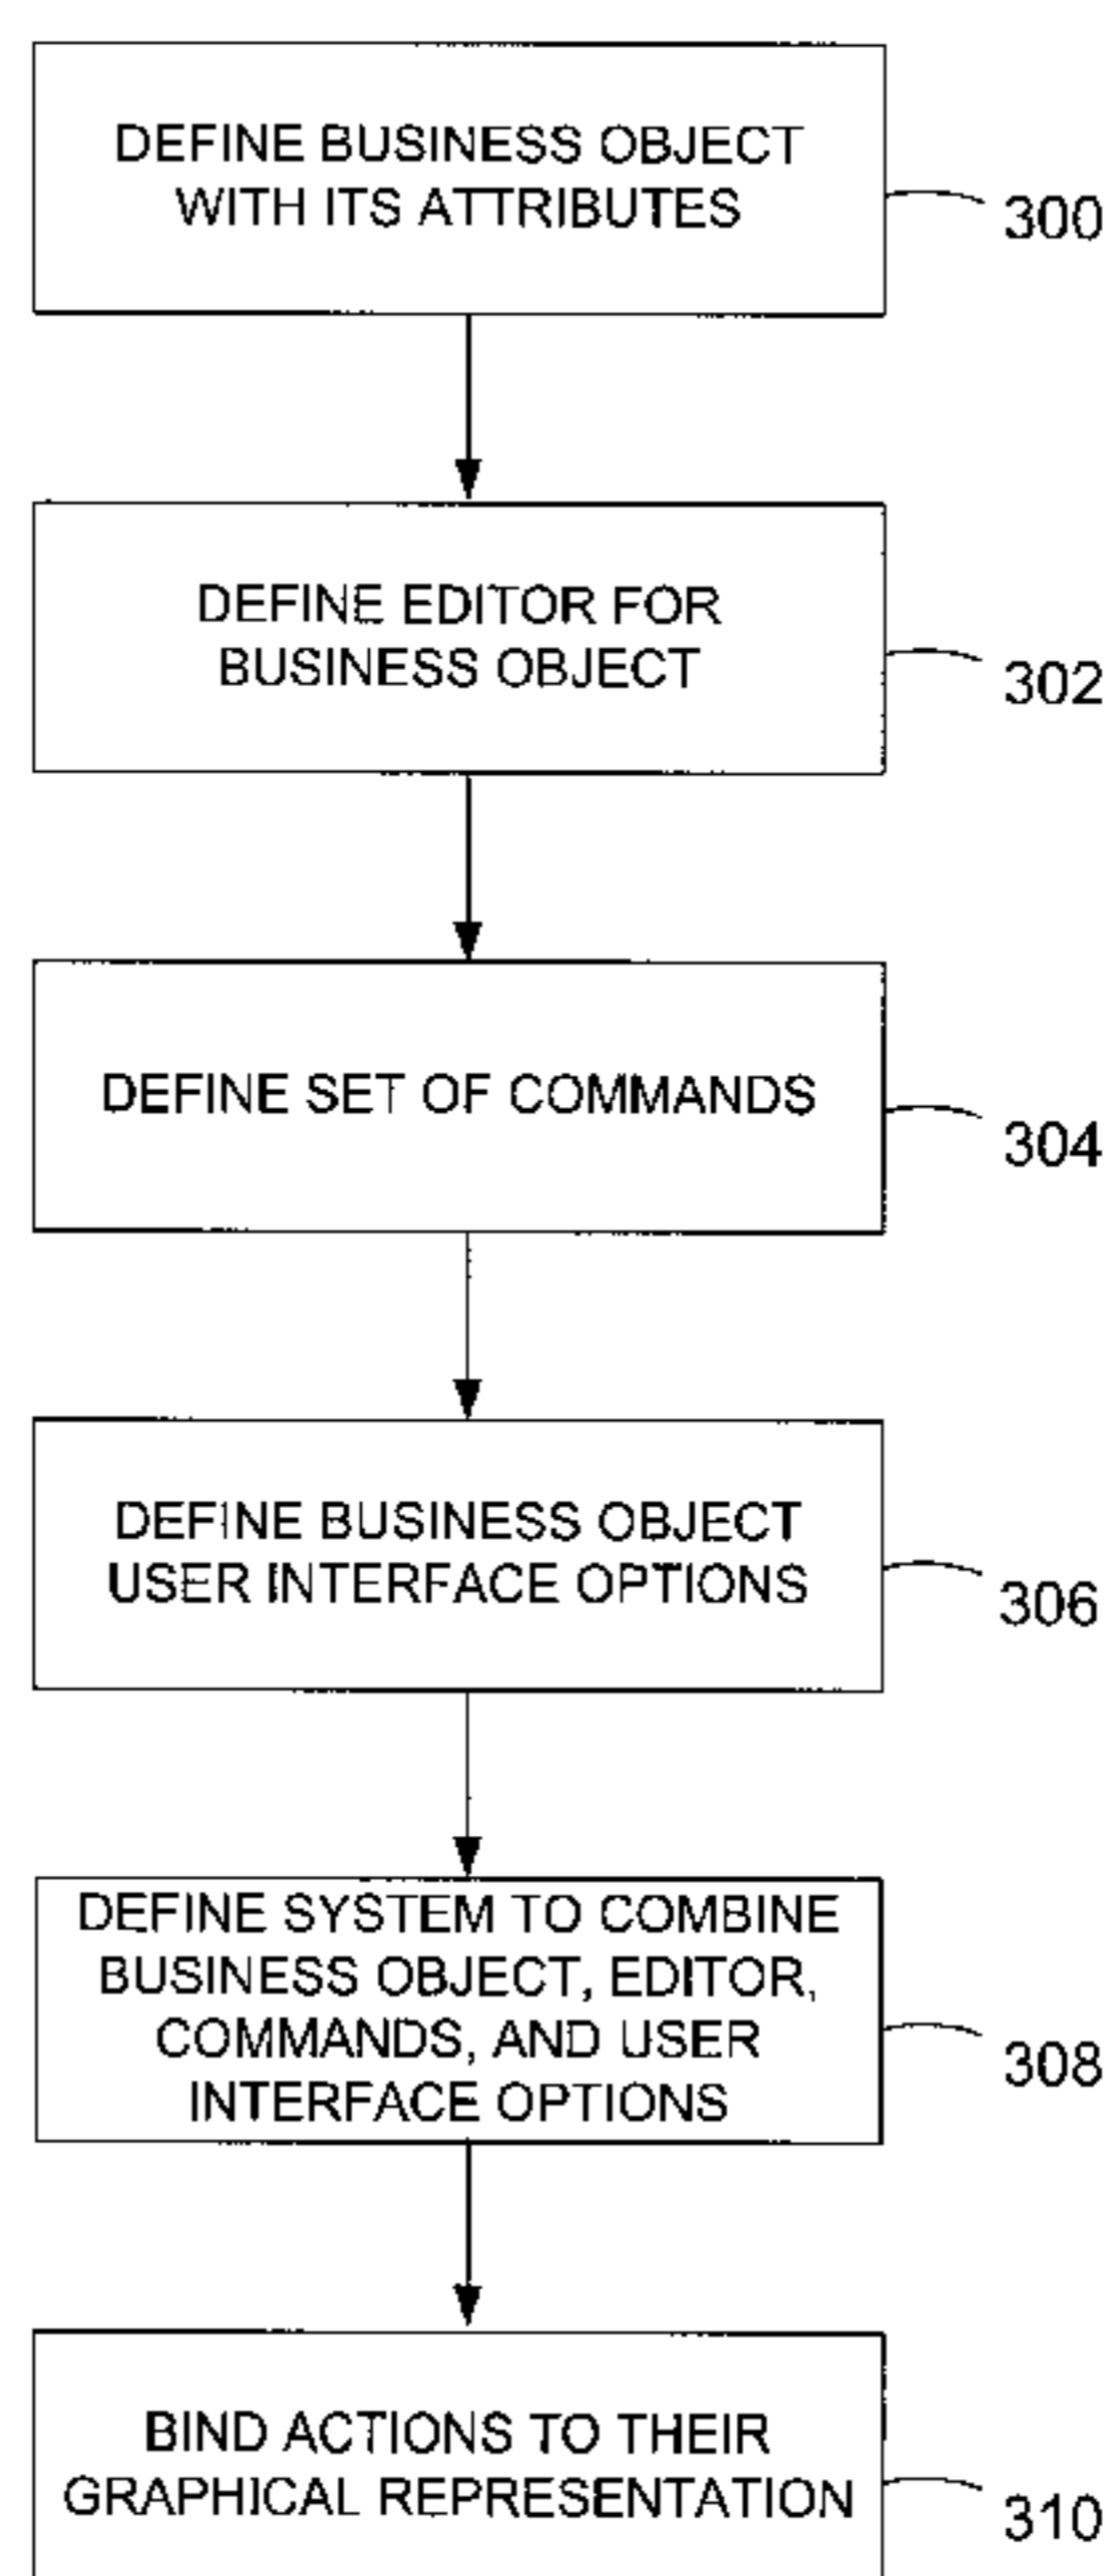 DEFINE BUSINESS OBJECT
WITH ITS ATTRIBUTES
300
DEFINE EDITOR FOR
BUSINESS OBJECT
302
DEFINE SET OF COMMANDS
304
DEFINE BUSINESS OBJECT
USER INTERFACE OPTIONS
306
DEFINE SYSTEM TO COMBINE
BUSINESS OBJECT, EDITOR,
COMMANDS, AND USER
INTERFACE OPTIONS
308
BIND ACTIONS TO THEIR
GRAPHICAL REPRESENTATION
310